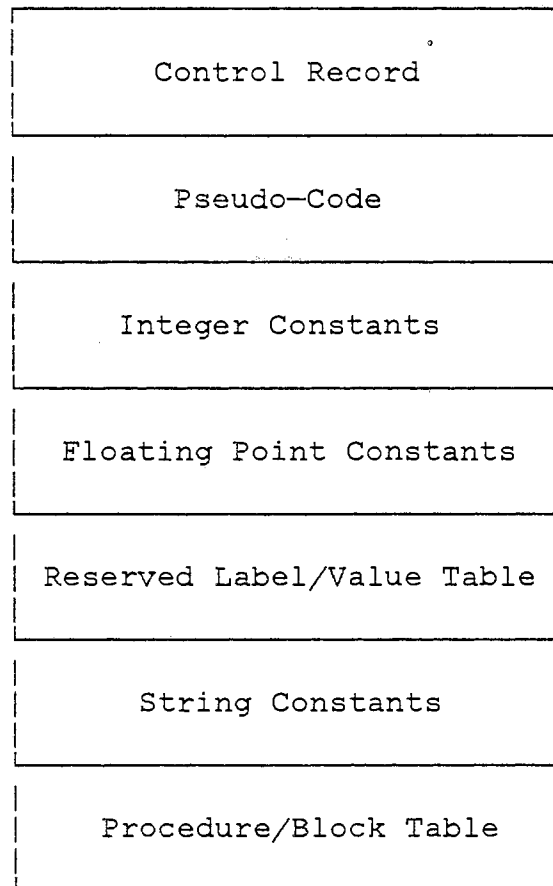 Control Record
Pseudo-Code
Integer Constants
Floating Point Constants
Reserved Label/Value Table
String Constants
Procedure/Block Table